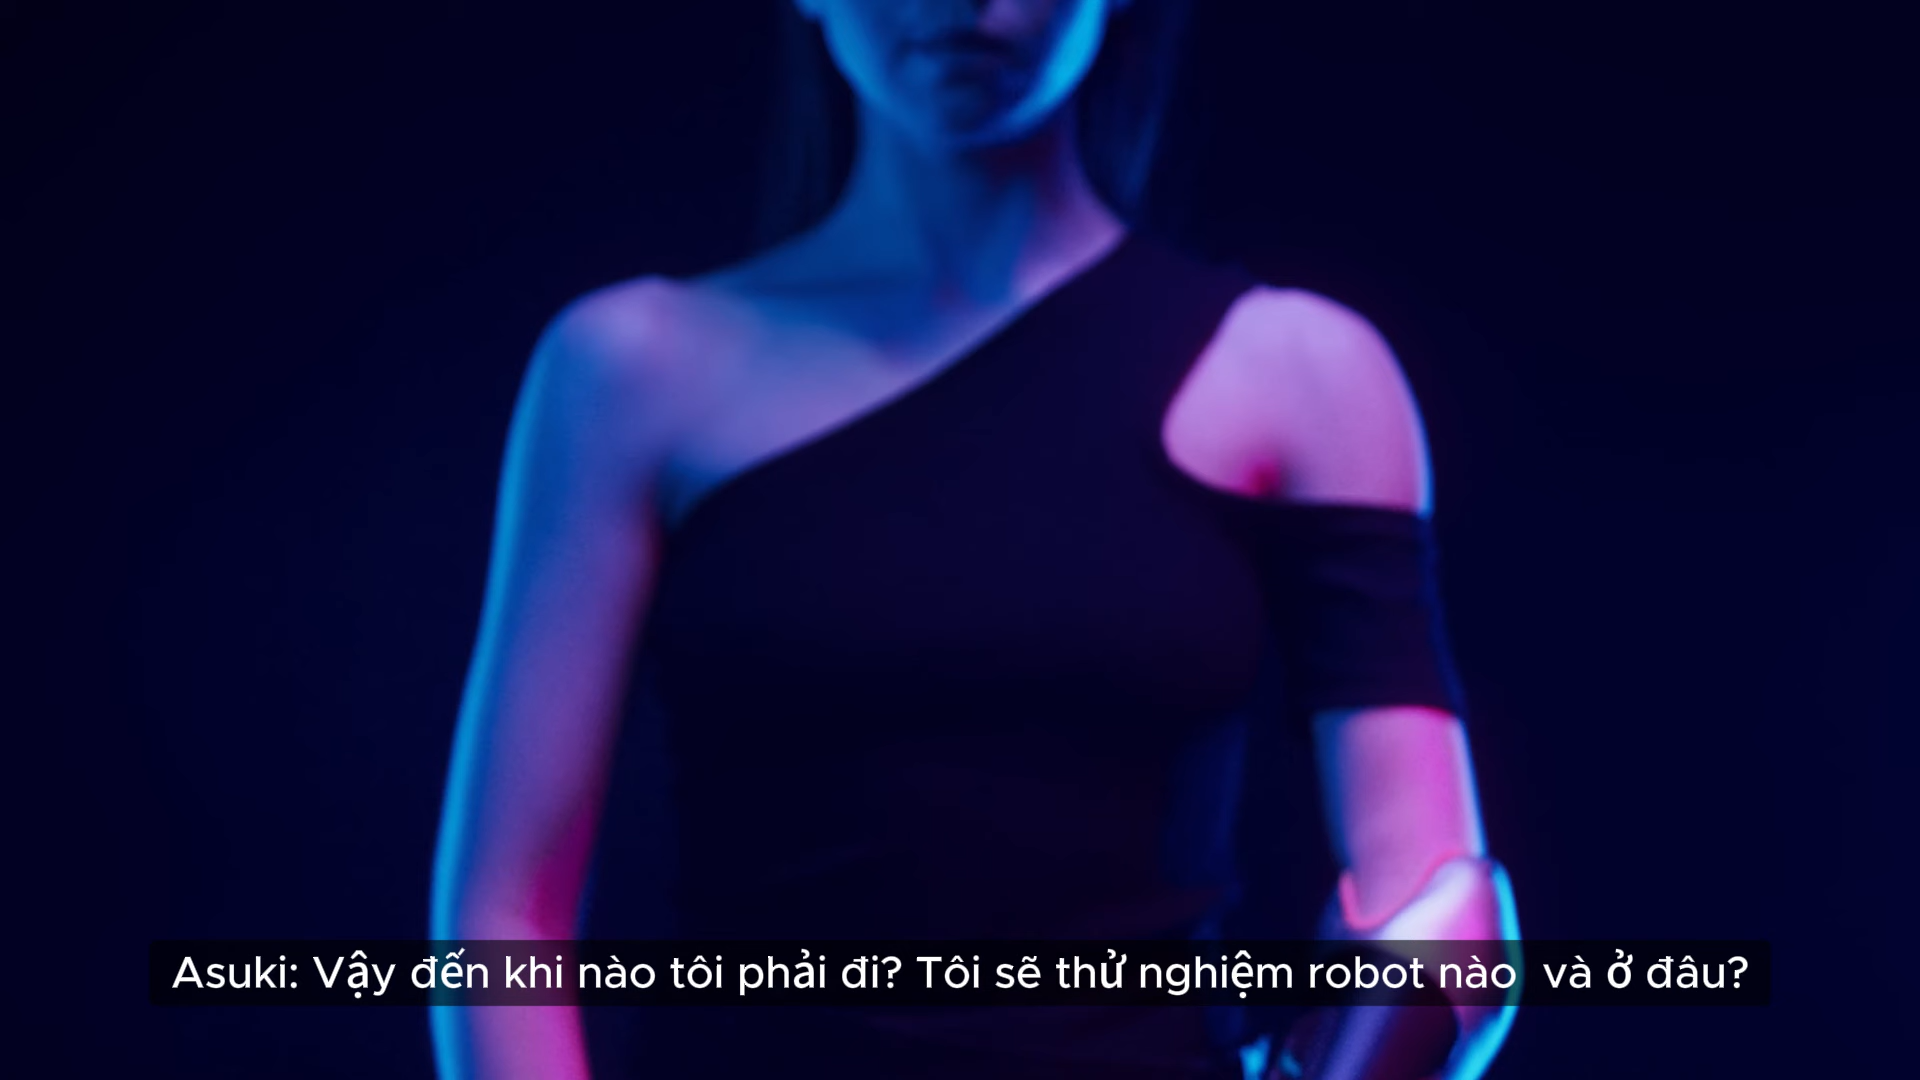 Asuki: Vậy đến khi nào tôi phải đi? Tôi sẽ thử nghiệm robot nào  và ở đâu?